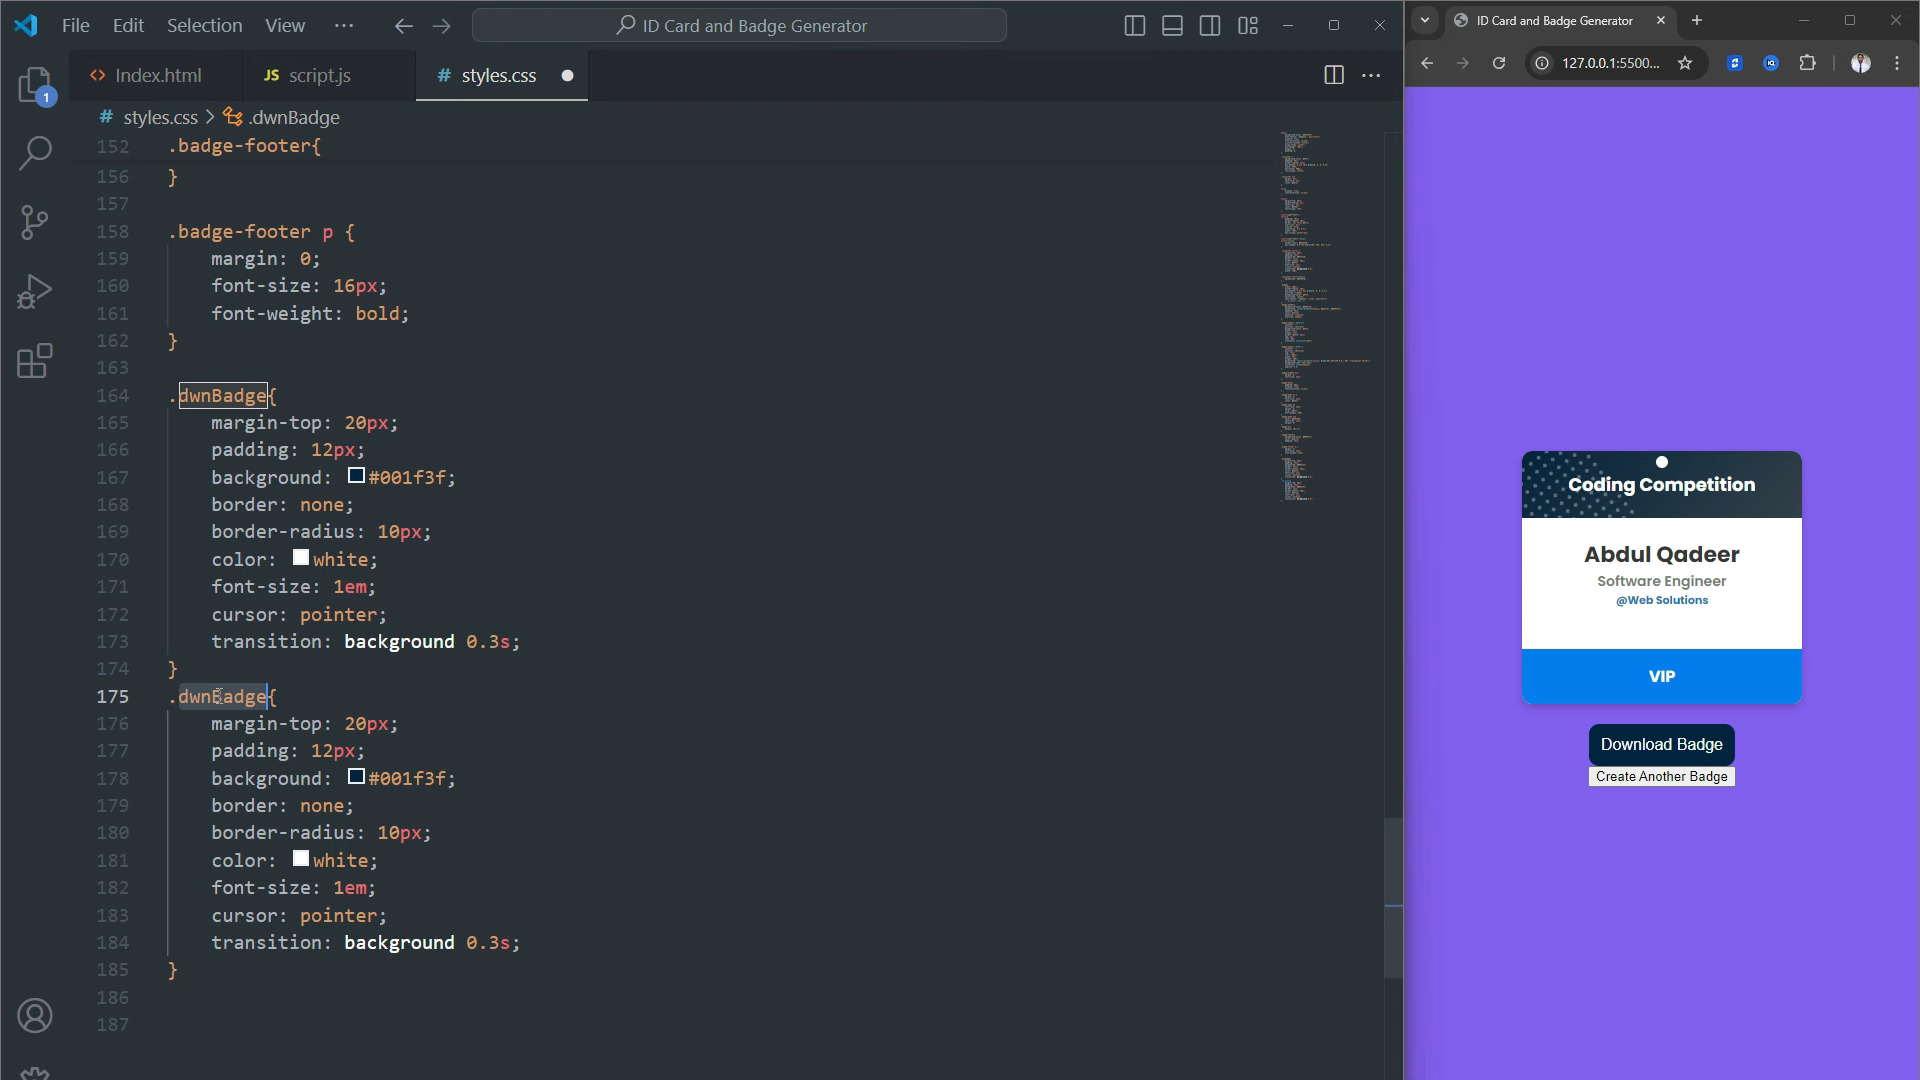 File Edit Selection View ··· ID Card and Badge Generator
Index.html JS script.js # styles.css
# styles.css > .dwnBadge
1
152 .badge-footer{
156 }
157
158 .badge-footer p {
159 margin: 0;
160 font-size: 16px;
161 font-weight: bold;
162 }
163
164 .dwnBadge{
165 margin-top: 20px;
166 padding: 12px;
167 background: #001f3f;
168 border: none;
169 border-radius: 10px;
170 color: white;
171 font-size: 1em;
172 cursor: pointer;
173 transition: background 0.3s;
174 }
175 .dwnBadge{
176 margin-top: 20px;
177 padding: 12px;
178 background: #001f3f;
179 border: none;
180 border-radius: 10px;
181 color: white;
182 font-size: 1em;
183 cursor: pointer;
184 transition: background 0.3s;
185 }
186
187
ID Card and Badge Generator
127.0.0.1:5500...
Coding Competition
Abdul Qadeer
Software Engineer
@Web Solutions
VIP
Download Badge
Create Another Badge